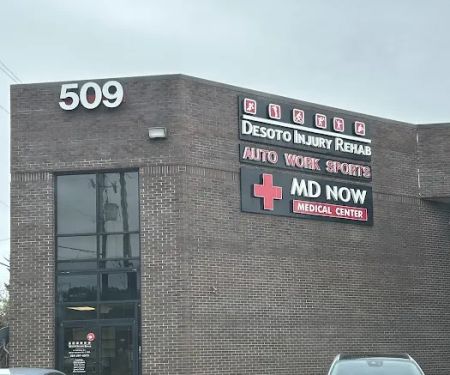 509
DESOTO INJURY REHAB
AUTO WORK SPORTS
MD NOW
MEDICAL CENTER